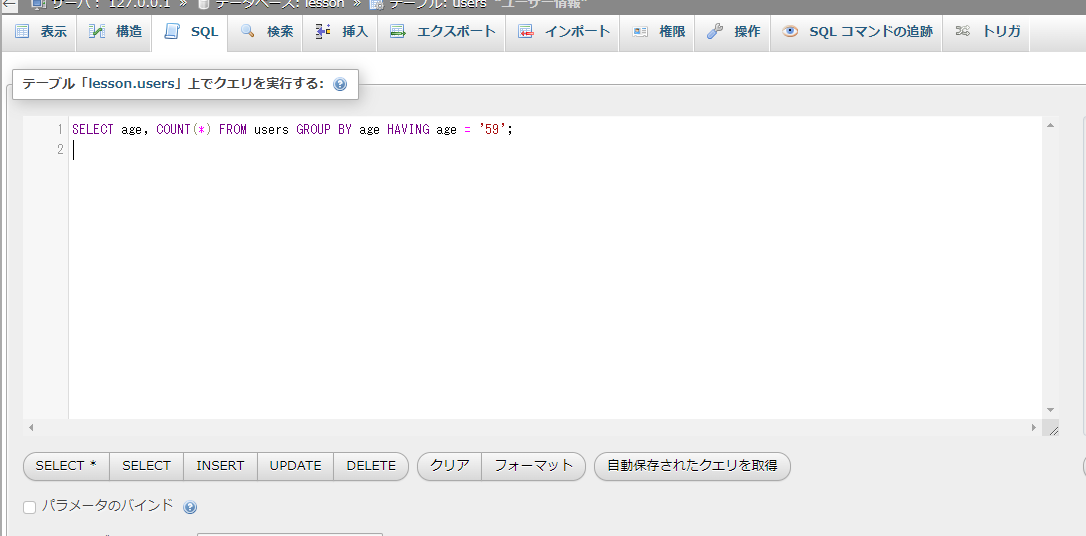 サーバ： 127.0.0.1 » データベース: lesson » テーブル: users "ユーザー情報"
表示 構造 SQL 検索 挿入 エクスポート インポート 権限 操作 SQL コマンドの追跡 トリガ
テーブル「lesson.users」上でクエリを実行する:
1 SELECT age, COUNT(*) FROM users GROUP BY age HAVING age = '59';
2
SELECT * SELECT INSERT UPDATE DELETE クリア フォーマット 自動保存されたクエリを取得
パラメータのバインド